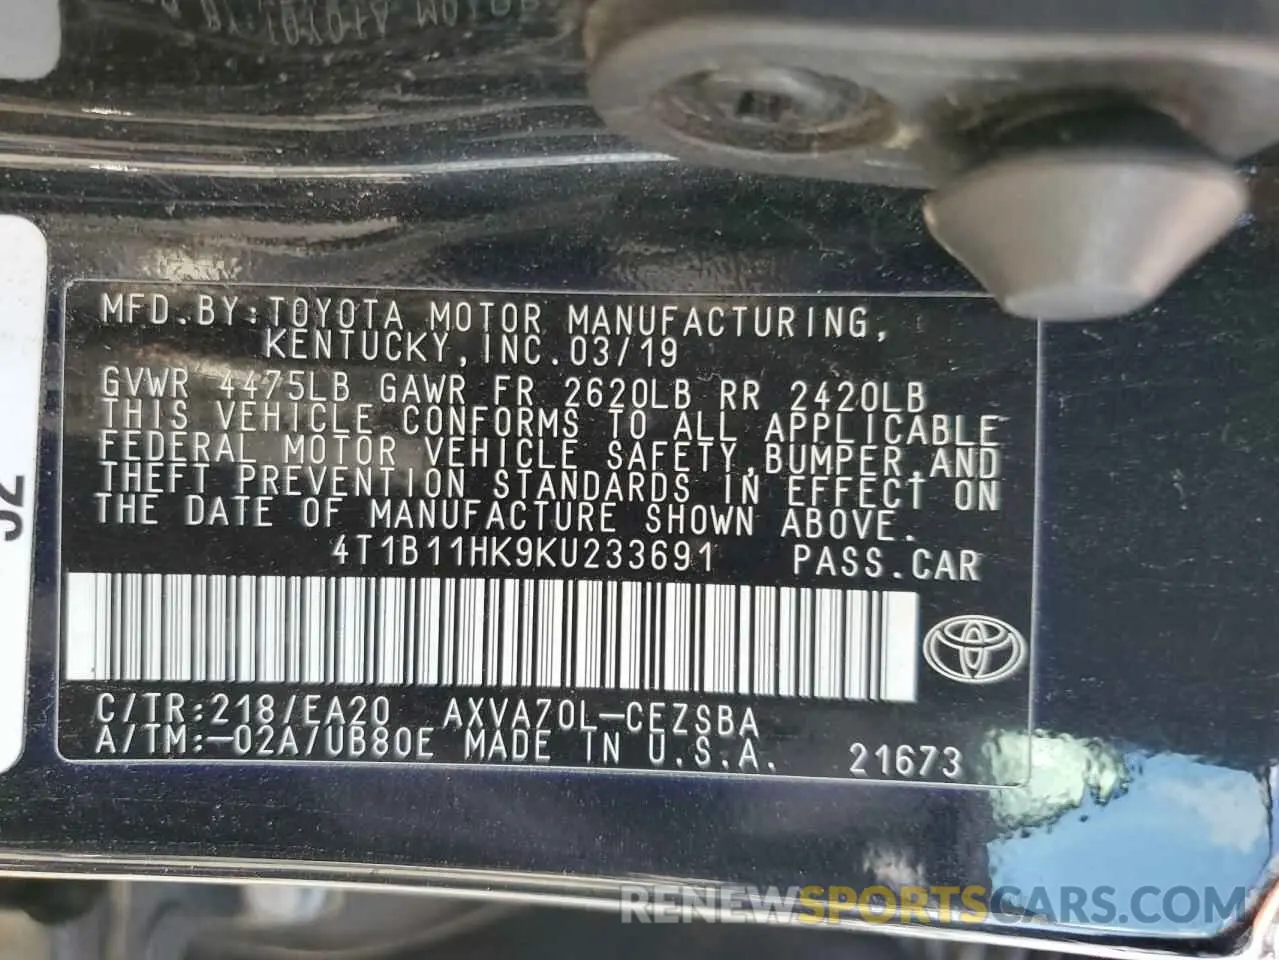 MFD.BY:TOYOTA MOTOR MANUFACTURING,
KENTUCKY,INC.03/19
GVWR 4475LB GAWR FR 2620LB RR 2420LB
THIS VEHICLE CONFORMS TO ALL APPLICABLE
FEDERAL MOTOR VEHICLE SAFETY,BUMPER,AND
THEFT PREVENTION STANDARDS IN EFFECT ON
THE DATE OF MANUFACTURE SHOWN ABOVE.
4T1B11HK9KU233691 PASS.CAR
C/TR:218/EA20 AXVA70L-CEZSBA
A/TM:-02A/UB80E MADE IN U.S.A. 21673
RENEWSPORTSCARS.COM